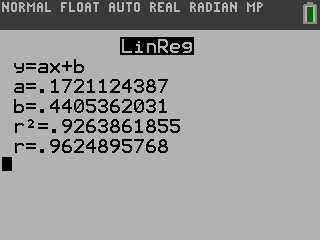 NORMAL FLOAT AUTO REAL RADIAN MP
LinReg
y=ax+b
a=.1721124387
b=.4405362031
r²=.9263861855
r=.9624895768